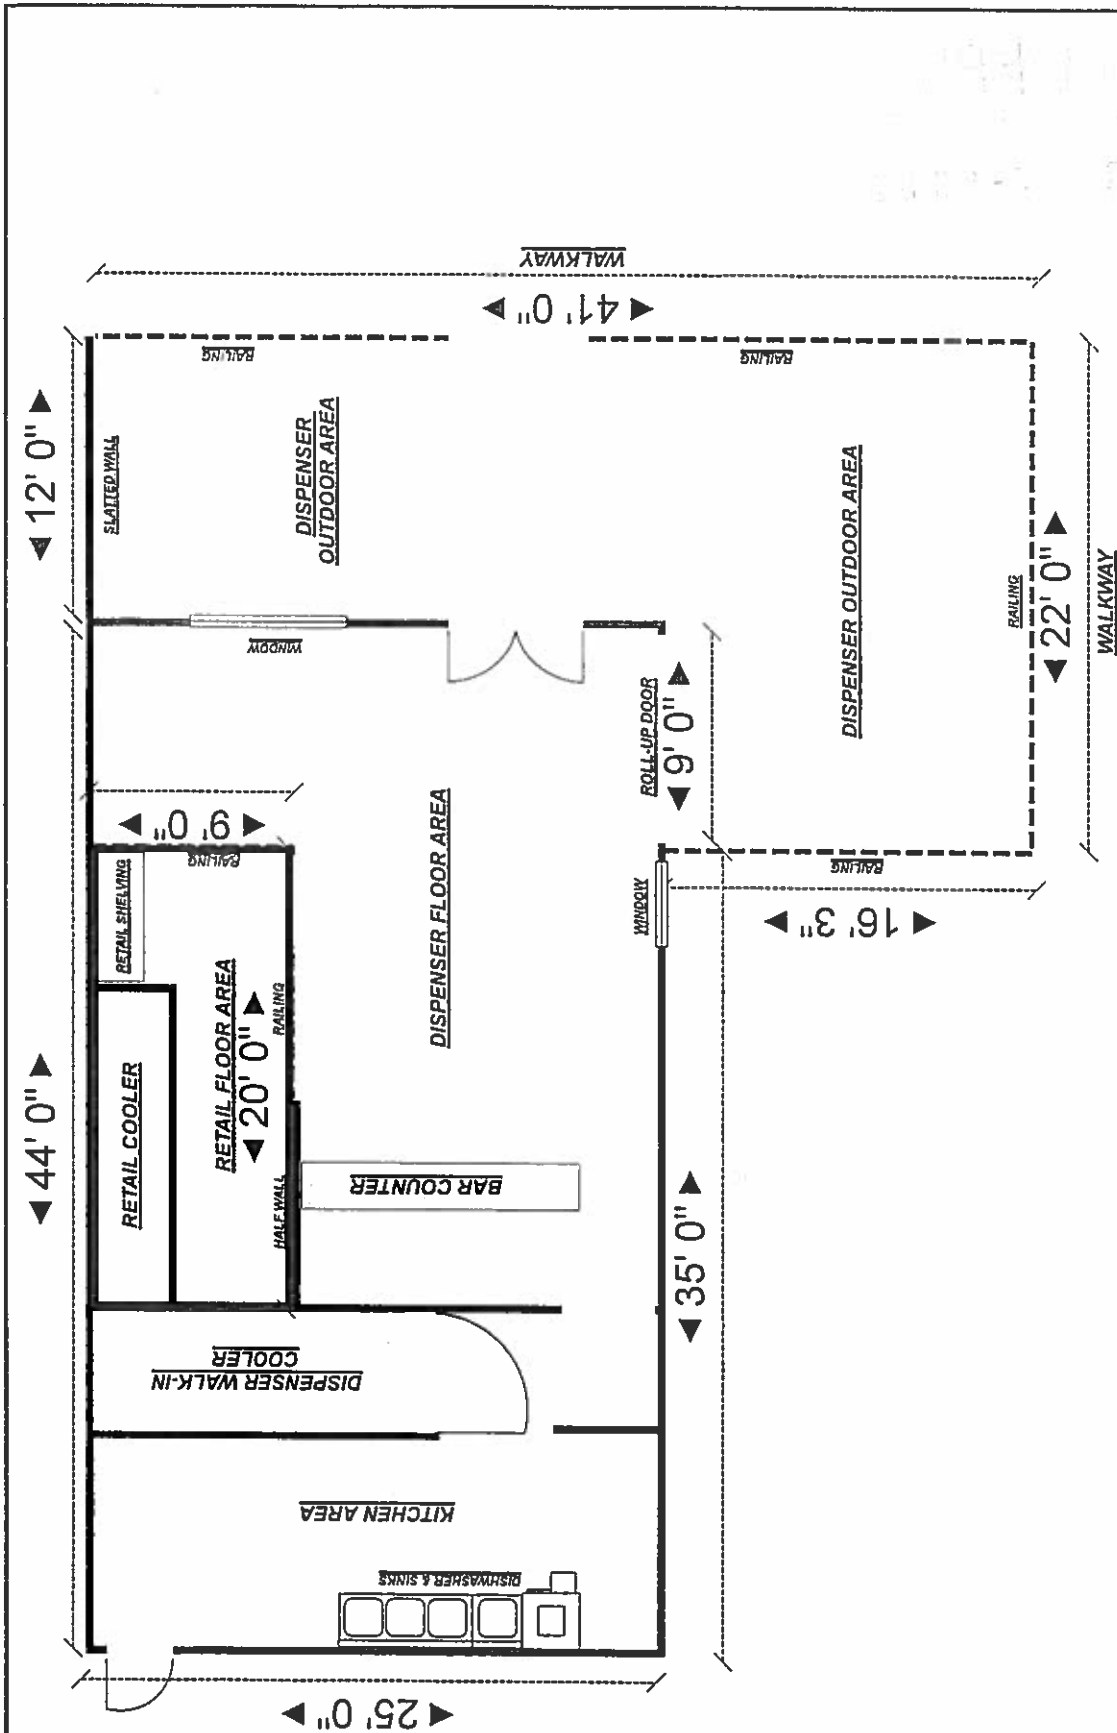 WALKWAY
41' 0"
12' 0"
SLATTED WALL
RAILING
RAILING
DISPENSER
OUTDOOR AREA
DISPENSER OUTDOOR AREA
RAILING
22' 0"
WALKWAY
WINDOW
ROLL-UP DOOR
9' 0"
9' 0"
RAILING
RETAIL SHELVING
DISPENSER FLOOR AREA
WINDOW
RAILING
16' 3"
44' 0"
RETAIL COOLER
RETAIL FLOOR AREA
20' 0"
RAILING
HALF WALL
BAR COUNTER
35' 0"
DISPENSER WALK-IN
COOLER
KITCHEN AREA
DISHWASHER & SINKS
25' 0"